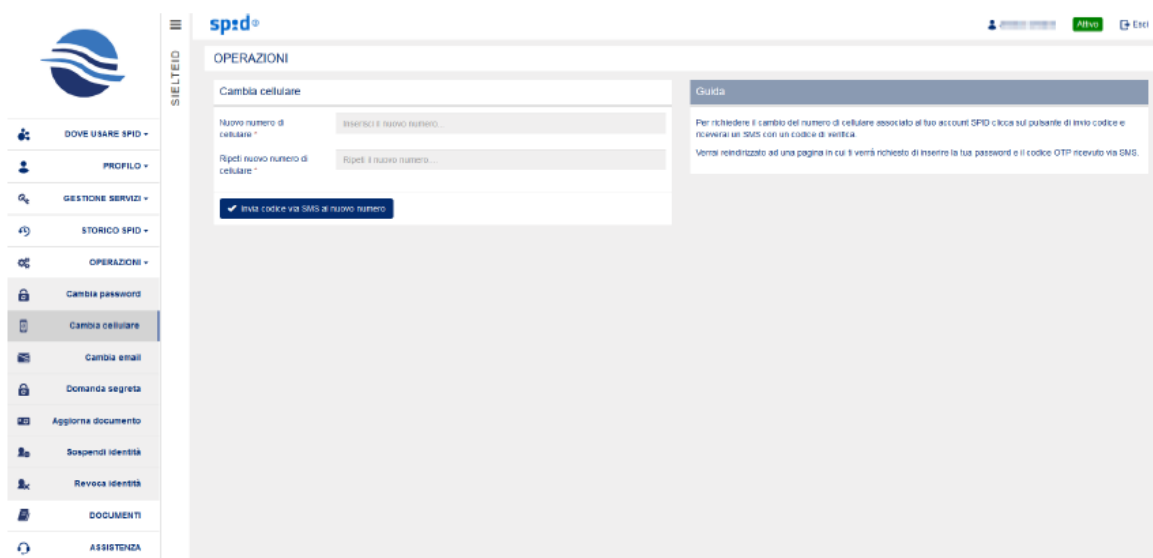 spid
Attivo
Esci
SIELTEID
OPERAZIONI
DOVE USARE SPID
PROFILO
GESTIONE SERVIZI
STORICO SPID
OPERAZIONI
Cambia password
Cambia cellulare
Cambia email
Domanda segreta
Aggiorna documento
Sospendi identità
Revoca identità
DOCUMENTI
ASSISTENZA
Cambia cellulare
Nuovo numero di
cellulare *
Inserisci il nuovo numero...
Ripeti nuovo numero di
cellulare *
Ripeti il nuovo numero...
Invia codice via SMS al nuovo numero
Guida
Per richiedere il cambio del numero di cellulare associato al tuo account SPID clicca sul pulsante di invio codice e
riceverai un SMS con un codice di verifica.
Verrai reindirizzato ad una pagina in cui ti verrà richiesto di inserire la tua password e il codice OTP ricevuto via SMS.